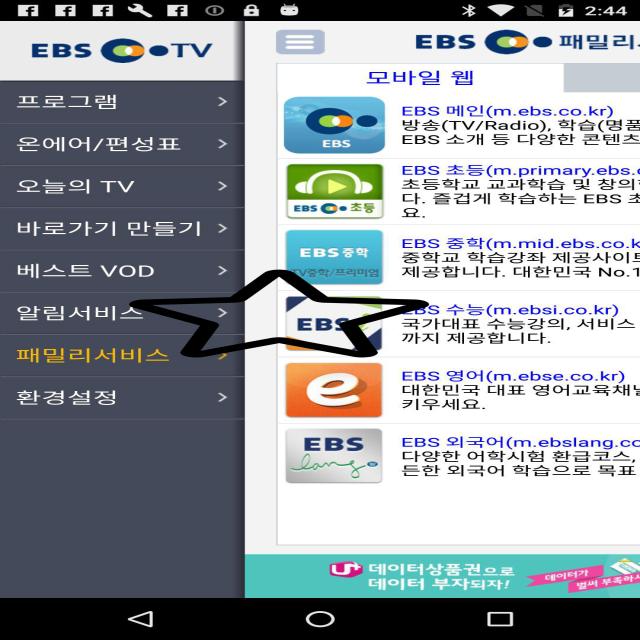 2:44
EBS TV
EBS 패밀리
프로그램
온에어/편성표
오늘의 TV
바로가기 만들기
베스트 VOD
알림서비스
패밀리서비스
환경설정
모바일 웹
EBS
EBS 메인(m.ebs.co.kr)
방송(TV/Radio), 학습(명품
EBS 소개 등 다양한 콘텐츠
EBS 초등
EBS 초등(m.primary.ebs.
초등학교 교과학습 및 창의
다. 즐겁게 학습하는 EBS 초
요.
EBS 중학
TV중학/프리미엄
EBS 중학(m.mid.ebs.co.k
중학교 학습강좌 제공사이트
제공합니다. 대한민국 No.1
EBS
EBS 수능(m.ebsi.co.kr)
국가대표 수능강의, 서비스
까지 제공합니다.
e
EBS 영어(m.ebse.co.kr)
대한민국 대표 영어교육채널
키우세요.
EBS
lang
EBS 외국어(m.ebslang.co
다양한 어학시험 환급코스,
든한 외국어 학습으로 목표
U+ 데이터상품권으로
데이터 부자되자!
데이터가
벌써 부족하시